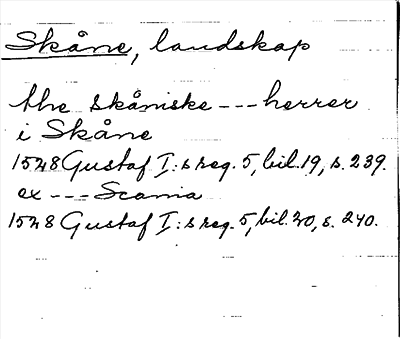 Skåne, landskap
the skåniske --- herrer
i Skåne
1528 Gustaf I:s reg. 5, bil. 19, s. 239.
ex --- Scania
1528 Gustaf I:s reg. 5, bil. 20, s. 240.